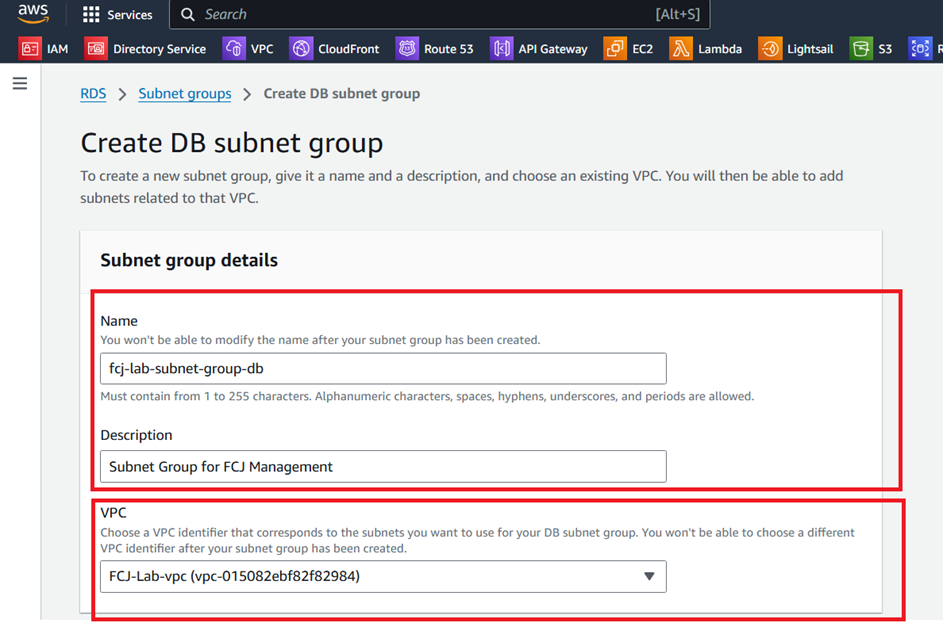 aws
Services
Search
[Alt+S]
IAM
Directory Service
VPC
CloudFront
Route 53
API Gateway
EC2
Lambda
Lightsail
S3
R
RDS > Subnet groups > Create DB subnet group
Create DB subnet group
To create a new subnet group, give it a name and a description, and choose an existing VPC. You will then be able to add
subnets related to that VPC.
Subnet group details
Name
You won't be able to modify the name after your subnet group has been created.
fcj-lab-subnet-group-db
Must contain from 1 to 255 characters. Alphanumeric characters, spaces, hyphens, underscores, and periods are allowed.
Description
Subnet Group for FCJ Management
VPC
Choose a VPC identifier that corresponds to the subnets you want to use for your DB subnet group. You won't be able to choose a different
VPC identifier after your subnet group has been created.
FCJ-Lab-vpc (vpc-015082ebf82f82984)